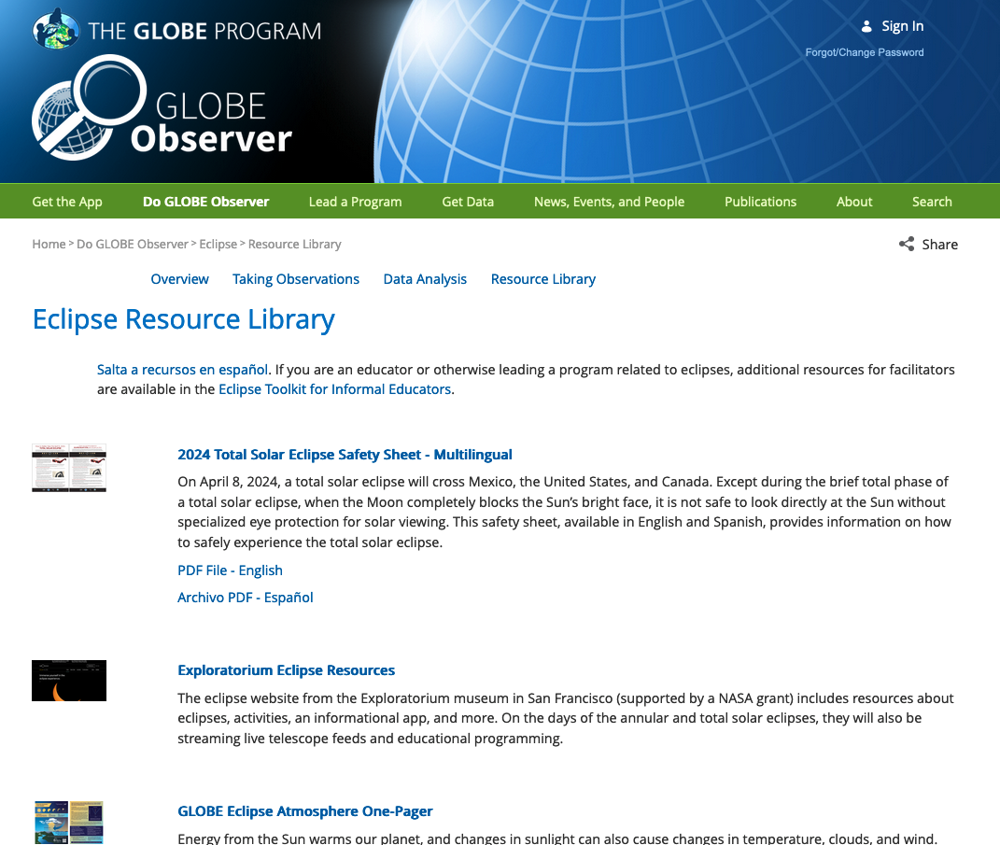 THE GLOBE PROGRAM
Sign In
Forgot/Change Password
GLOBE
Observer
Get the App Do GLOBE Observer Lead a Program Get Data News, Events, and People Publications About Search
Home > Do GLOBE Observer > Eclipse > Resource Library
Share
Overview Taking Observations Data Analysis Resource Library
Eclipse Resource Library
Salta a recursos en español. If you are an educator or otherwise leading a program related to eclipses, additional resources for facilitators
are available in the Eclipse Toolkit for Informal Educators.
2024 Total Solar Eclipse Safety Sheet - Multilingual
On April 8, 2024, a total solar eclipse will cross Mexico, the United States, and Canada. Except during the brief total phase of
a total solar eclipse, when the Moon completely blocks the Sun’s bright face, it is not safe to look directly at the Sun without
specialized eye protection for solar viewing. This safety sheet, available in English and Spanish, provides information on how
to safely experience the total solar eclipse.
PDF File - English
Archivo PDF - Español
Exploratorium Eclipse Resources
The eclipse website from the Exploratorium museum in San Francisco (supported by a NASA grant) includes resources about
eclipses, activities, an informational app, and more. On the days of the annular and total solar eclipses, they will also be
streaming live telescope feeds and educational programming.
GLOBE Eclipse Atmosphere One-Pager
Energy from the Sun warms our planet, and changes in sunlight can also cause changes in temperature, clouds, and wind.